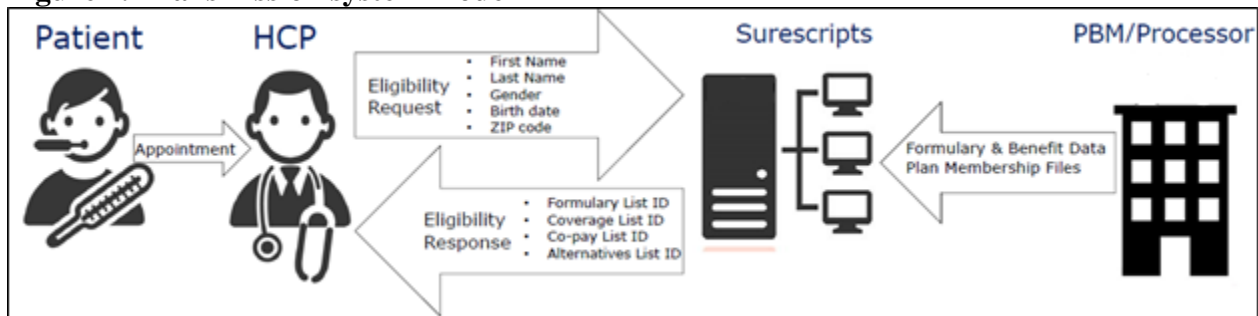 Patient
HCP
Surescripts
PBM/Processor
Appointment
Eligibility
Request
• First Name
• Last Name
• Gender
• Birth date
• ZIP code
Eligibility
Response
• Formulary List ID
• Coverage List ID
• Co-pay List ID
• Alternatives List ID
Formulary & Benefit Data
Plan Membership Files